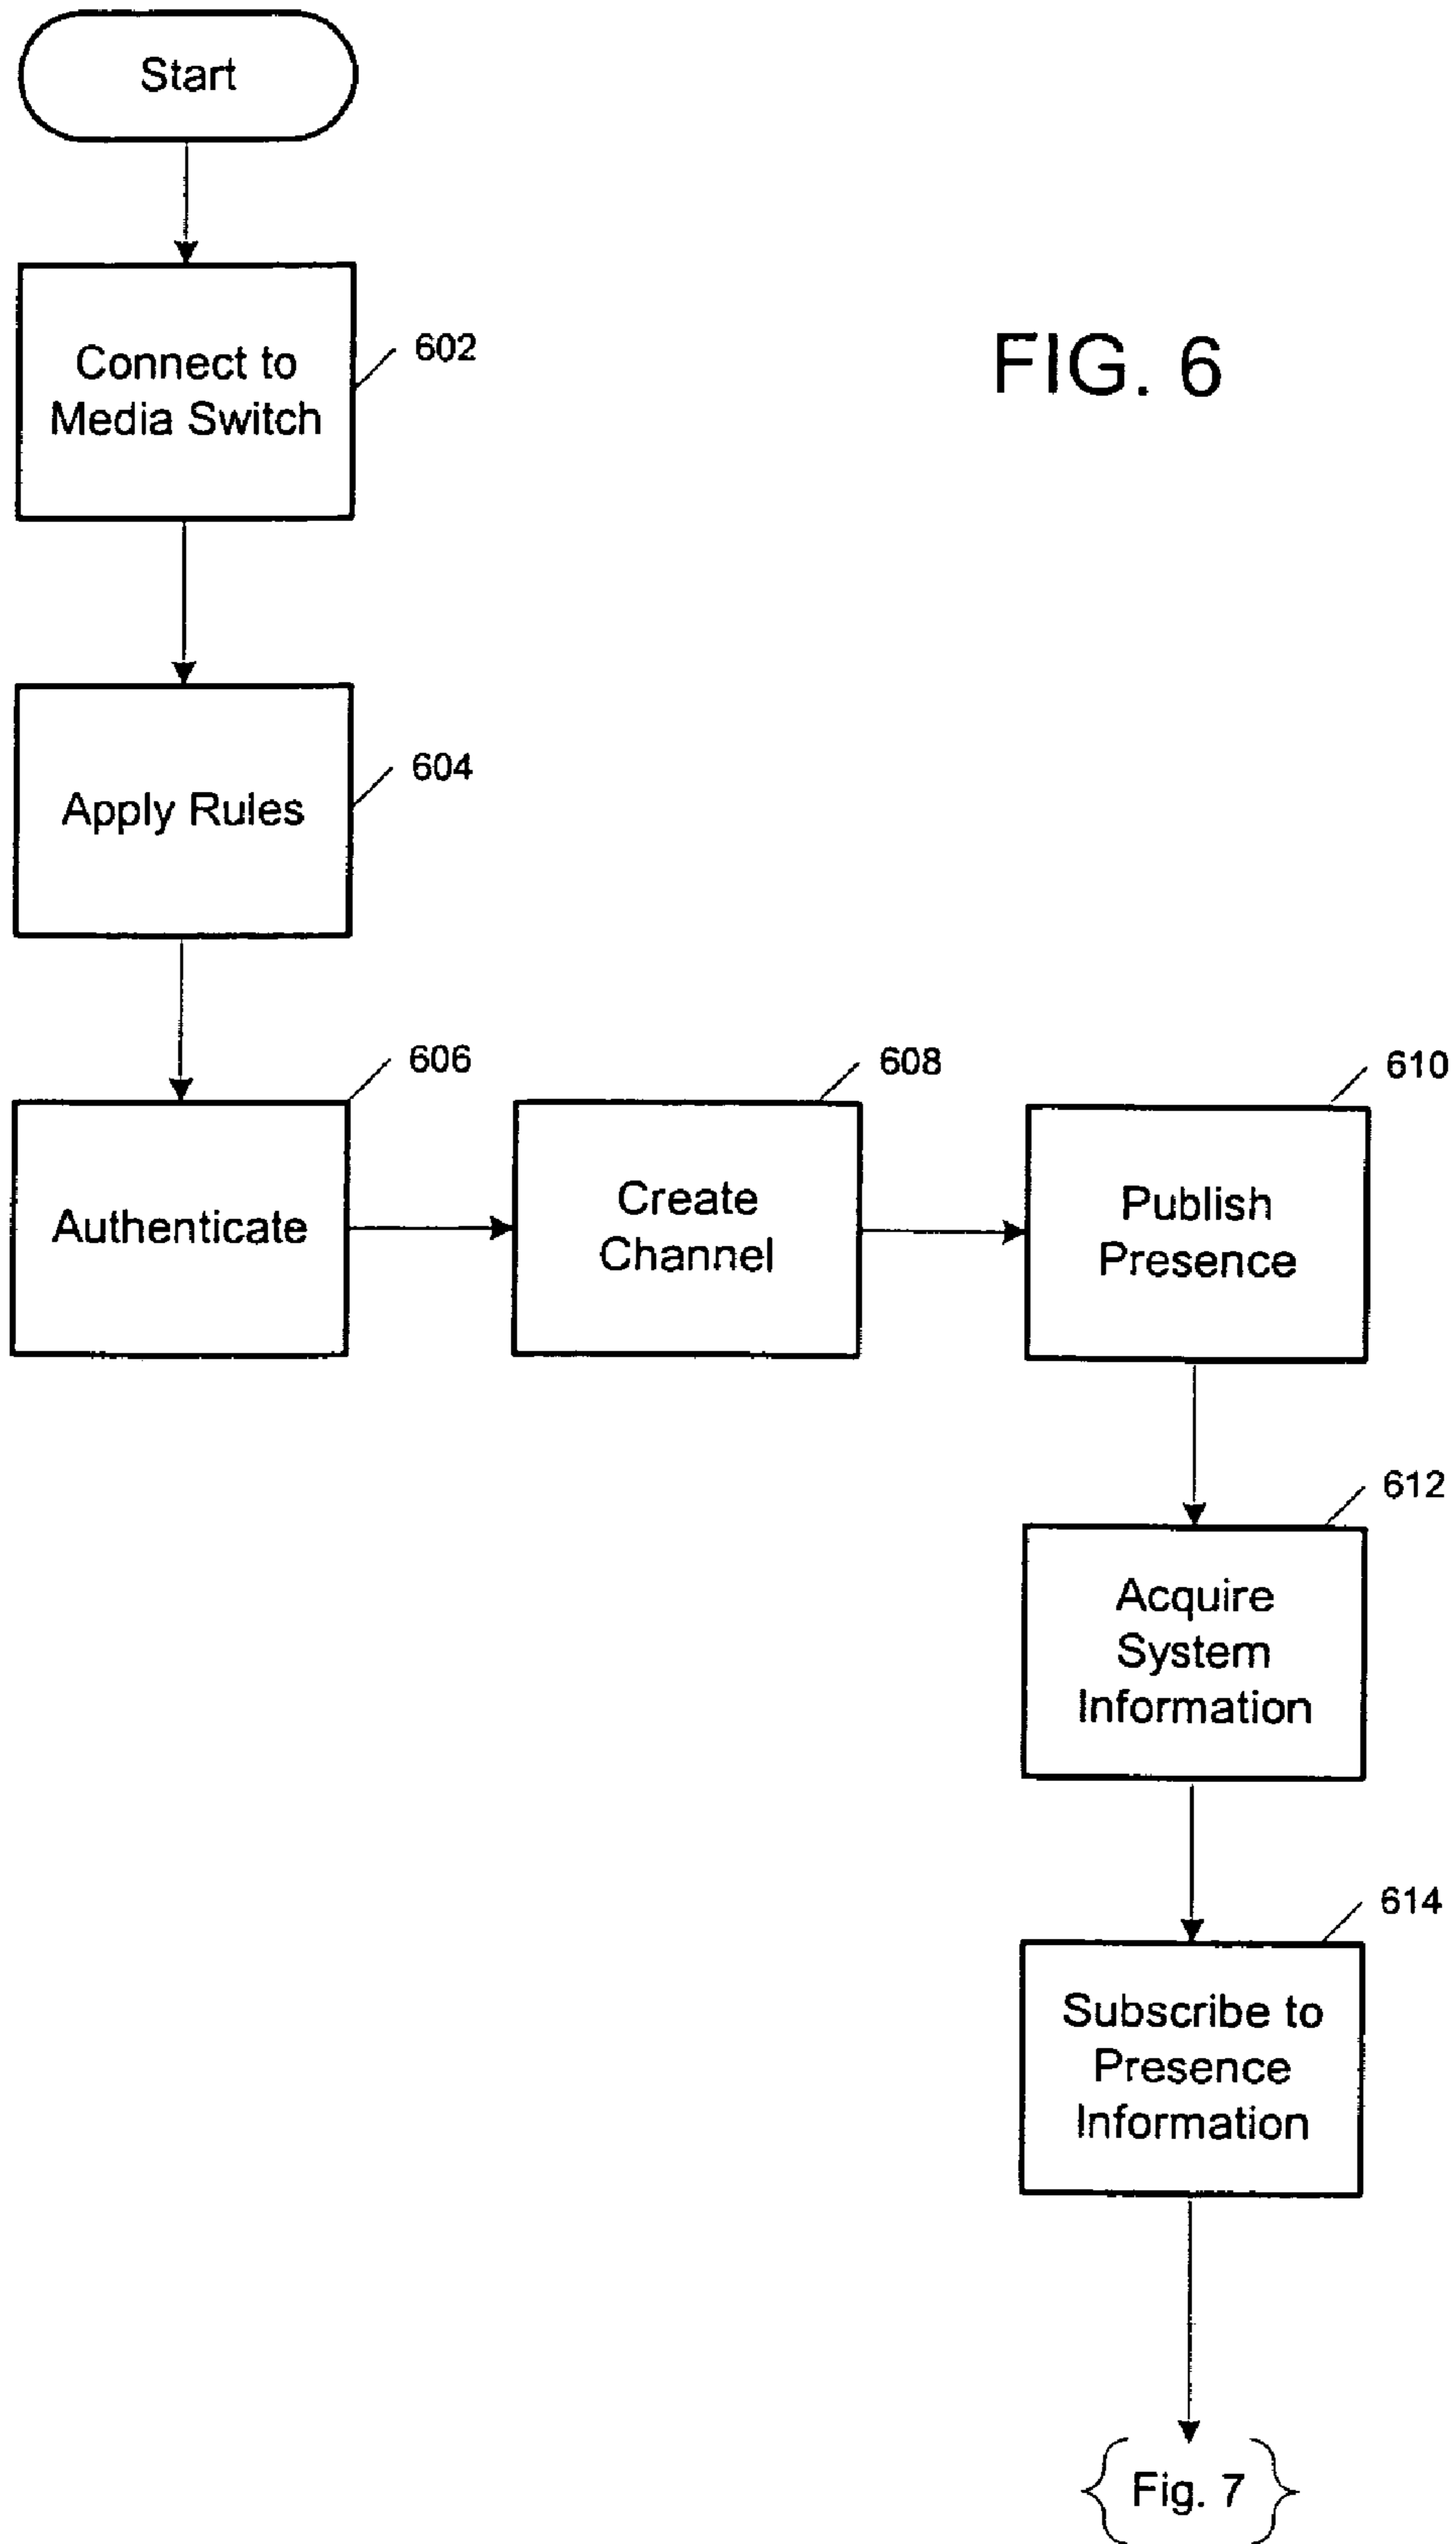 Start
Connect to
Media Switch
602
FIG. 6
Apply Rules
604
Authenticate
606
Create
Channel
608
Publish
Presence
610
Acquire
System
Information
612
Subscribe to
Presence
Information
614
{Fig. 7}